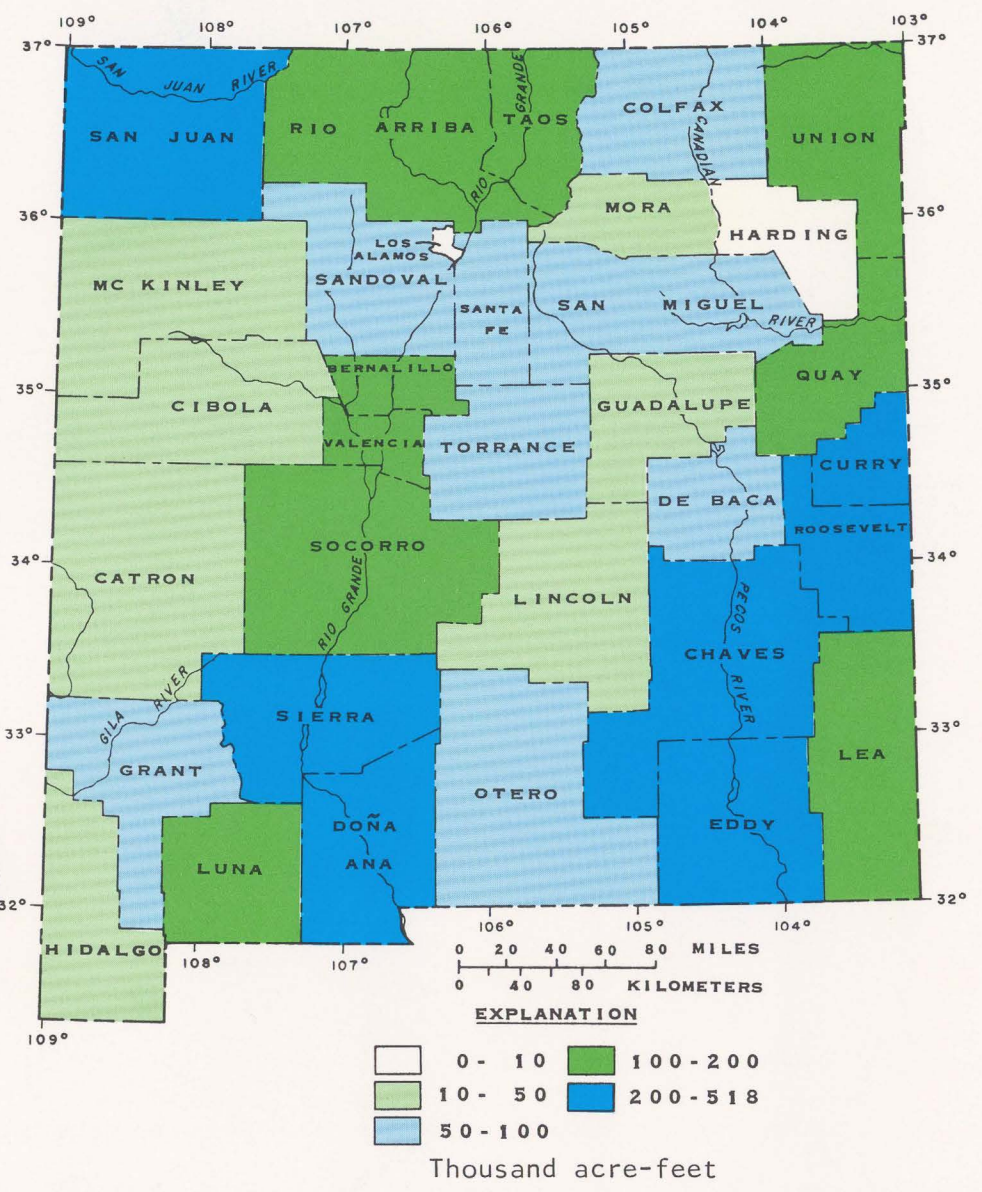 109° 108° 107° 106° 105° 104° 103°
37° 37°
SAN JUAN RIVER
SAN JUAN
RIO ARRIBA
TAOS
RIO GRANDE
COLFAX
CANADIAN
UNION
MORA
36° 36°
HARDING
LOS
ALAMOS
SANDOVAL
MC KINLEY
SANTA
FE
SAN MIGUEL
RIVER
BERNALILLO
35° 35°
QUAY
CIBOLA
GUADALUPE
VALENCIA
TORRANCE
CURRY
DE BACA
ROOSEVELT
SOCORRO
34° 34°
CATRON
RIO GRANDE
LINCOLN
PECOS RIVER
CHAVES
GILA RIVER
SIERRA
33° 33°
GRANT
LEA
OTERO
DOÑA
ANA
EDDY
LUNA
32° 32°
106° 105° 104°
HIDALGO
108° 107°
0 20 40 60 80 MILES
0 40 80 KILOMETERS
109°
EXPLANATION
0- 10 100-200
10- 50 200-518
50-100
Thousand acre-feet